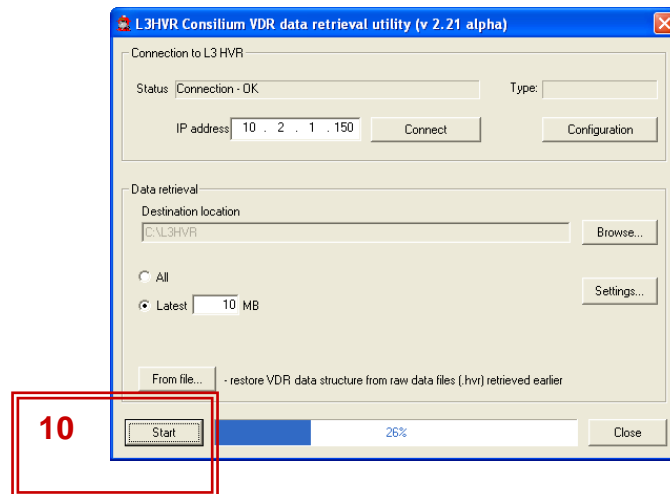 L3HVR Consilium VDR data retrieval utility (v 2.21 alpha)
Connection to L3 HVR
Status Connection - OK Type:
IP address 10 . 2 . 1 . 150 Connect Configuration
Data retrieval
Destination location
C:\L3HVR Browse...
All
Settings...
Latest 10 MB
From file... - restore VDR data structure from raw data files (.hvr) retrieved earlier
10 Start 26% Close